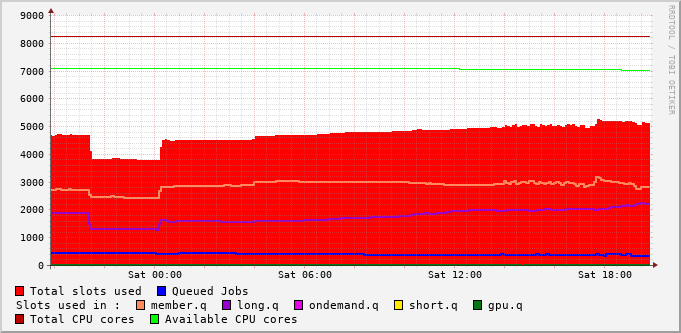 9000
8000
7000
6000
5000
4000
3000
2000
1000
0
Sat 00:00 Sat 06:00 Sat 12:00 Sat 18:00
Total slots used Queued Jobs
Slots used in : member.q long.q ondemand.q short.q gpu.q
Total CPU cores Available CPU cores
RRDTOOL / TOBI OETIKER